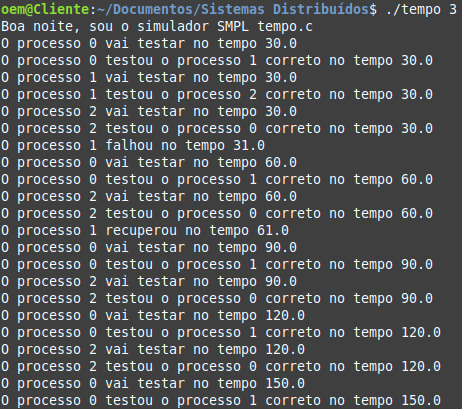 oem@Cliente:~/Documentos/Sistemas Distribuídos$ ./tempo 3
Boa noite, sou o simulador SMPL tempo.c
O processo 0 vai testar no tempo 30.0
O processo 0 testou o processo 1 correto no tempo 30.0
O processo 1 vai testar no tempo 30.0
O processo 1 testou o processo 2 correto no tempo 30.0
O processo 2 vai testar no tempo 30.0
O processo 2 testou o processo 0 correto no tempo 30.0
O processo 1 falhou no tempo 31.0
O processo 0 vai testar no tempo 60.0
O processo 0 testou o processo 1 correto no tempo 60.0
O processo 2 vai testar no tempo 60.0
O processo 2 testou o processo 0 correto no tempo 60.0
O processo 1 recuperou no tempo 61.0
O processo 0 vai testar no tempo 90.0
O processo 0 testou o processo 1 correto no tempo 90.0
O processo 2 vai testar no tempo 90.0
O processo 2 testou o processo 0 correto no tempo 90.0
O processo 0 vai testar no tempo 120.0
O processo 0 testou o processo 1 correto no tempo 120.0
O processo 2 vai testar no tempo 120.0
O processo 2 testou o processo 0 correto no tempo 120.0
O processo 0 vai testar no tempo 150.0
O processo 0 testou o processo 1 correto no tempo 150.0